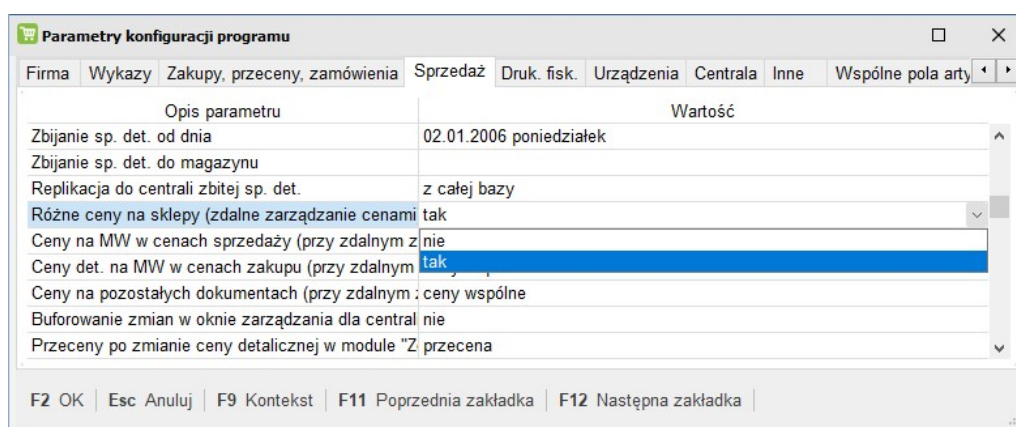 Parametry konfiguracji programu
Firma Wykazy Zakupy, przeceny, zamówienia Sprzedaż Druk. fisk. Urządzenia Centrala Inne Wspólne pola arty
Opis parametru Wartość
Zbijanie sp. det. od dnia 02.01.2006 poniedziałek
Zbijanie sp. det. do magazynu
Replikacja do centrali zbitej sp. det. z całej bazy
Różne ceny na sklepy (zdalne zarządzanie cenami tak
Ceny na MW w cenach sprzedaży (przy zdalnym z nie
Ceny det. na MW w cenach zakupu (przy zdalnym tak
Ceny na pozostałych dokumentach (przy zdalnym z ceny wspólne
Buforowanie zmian w oknie zarządzania dla central nie
Przeceny po zmianie ceny detalicznej w module "Z przecena
F2 OK Esc Anuluj F9 Kontekst F11 Poprzednia zakładka F12 Następna zakładka